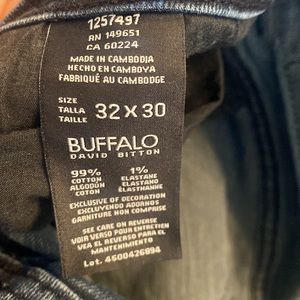 1257497
RN 149651
CA 60224
MADE IN CAMBODIA
HECHO EN CAMBOYA
FABRIQUÉ AU CAMBODGE
SIZE
TALLA 32 X 30
TAILLE
BUFFALO
DAVID BITTON
99% 1%
COTTON ELASTANE
ALGODÓN ELASTANO
COTON ÉLASTHANNE
EXCLUSIVE OF DECORATION
EXCLUYENDO ADORNOS
GARNITURE NON COMPRISE
SEE CARE ON REVERSE
VOIR VERSO POUR ENTRETIEN
VEA EL REVERSO PARA EL
MANTENIMIENTO
Lot. 4600426894